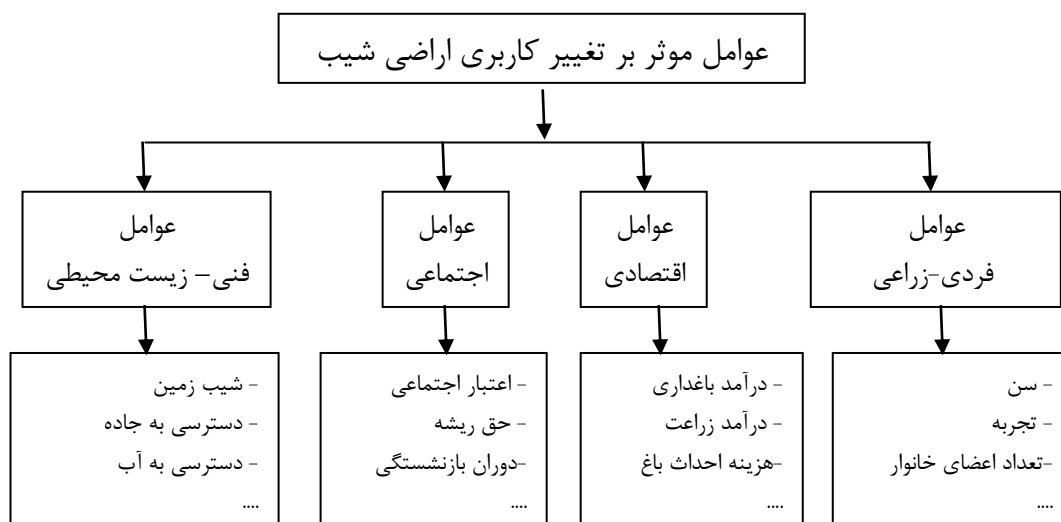 عوامل موثر بر تغییر کاربری اراضی شیب
عوامل
فردی-زراعی
عوامل
اقتصادی
عوامل
اجتماعی
عوامل
فنی– زیست محیطی
- سن
- تجربه
-تعداد اعضای خانوار
....
- درآمد باغداری
- درآمد زراعت
-هزینه احداث باغ
....
- اعتبار اجتماعی
- حق ریشه
-دوران بازنشستگی
....
- شیب زمین
- دسترسی به جاده
- دسترسی به آب
....